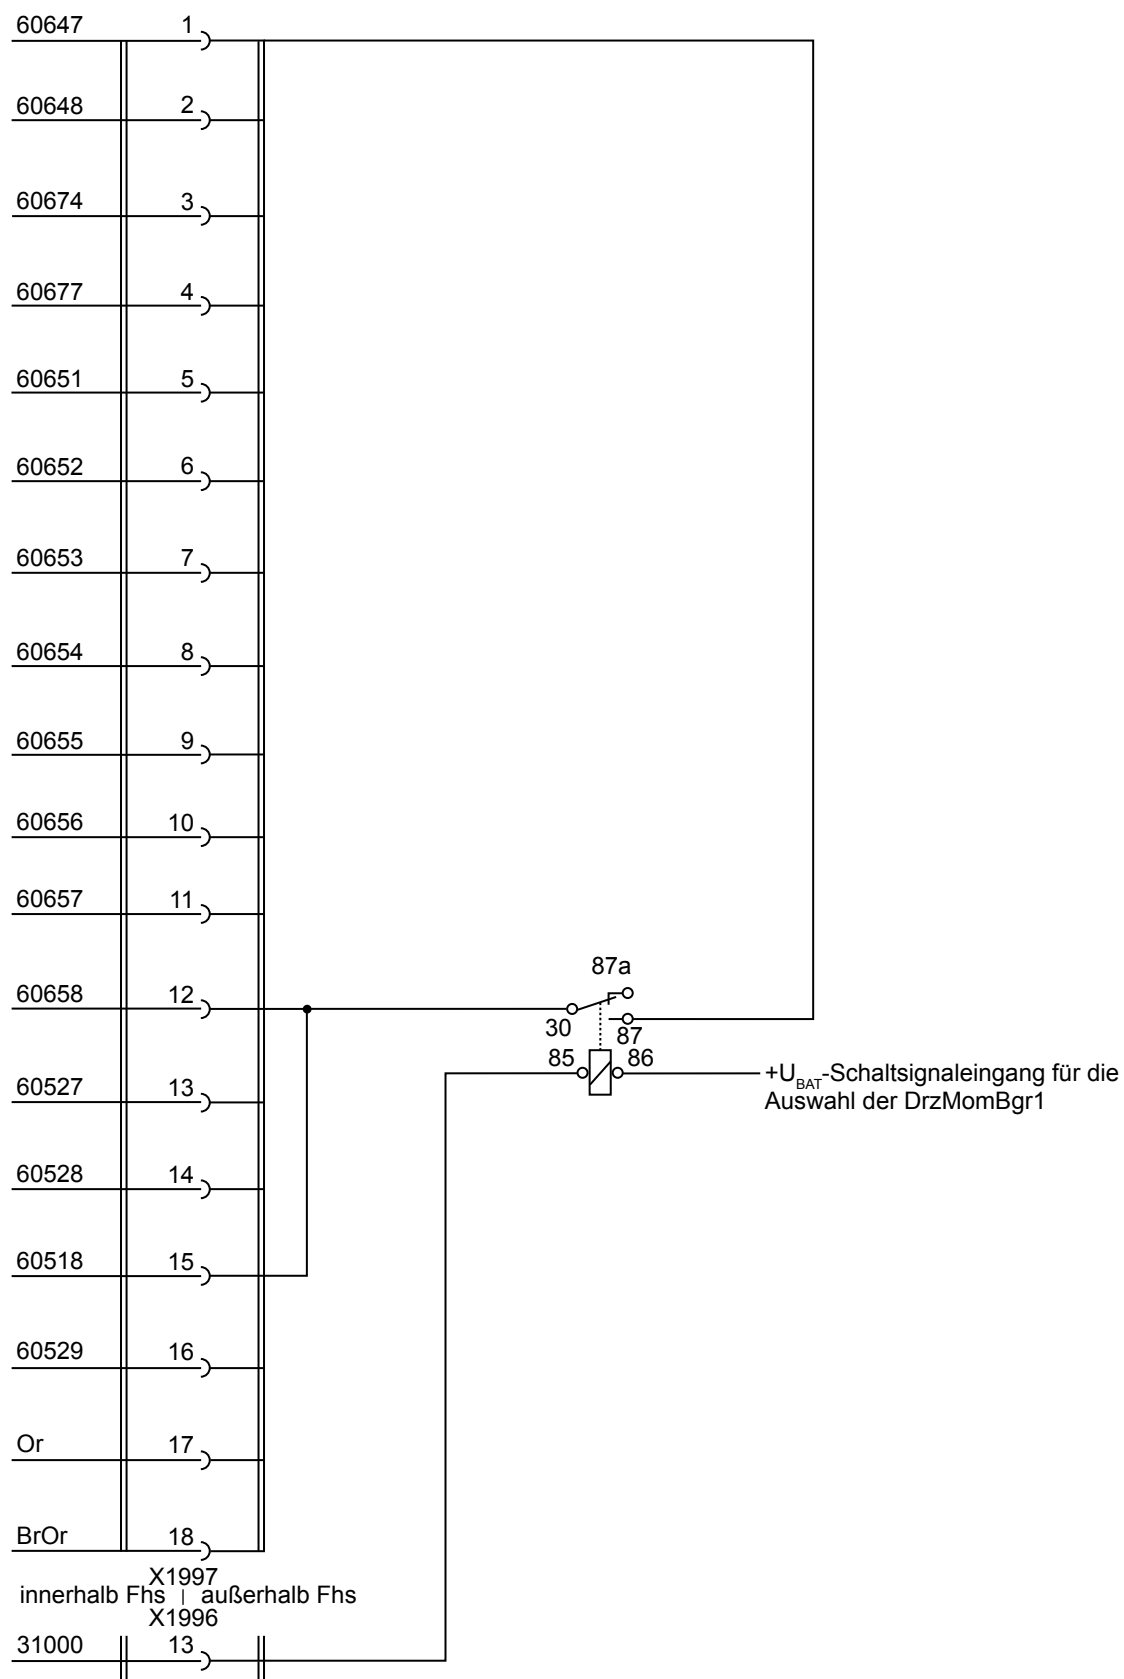 60647 1
60648 2
60674 3
60677 4
60651 5
60652 6
60653 7
60654 8
60655 9
60656 10
60657 11
87a
60658 12
30 87
85 86
+U_BAT-Schaltsignaleingang für die
Auswahl der DrzMomBgr1
60527 13
60528 14
60518 15
60529 16
Or 17
BrOr 18
X1997
innerhalb Fhs | außerhalb Fhs
X1996
31000 13